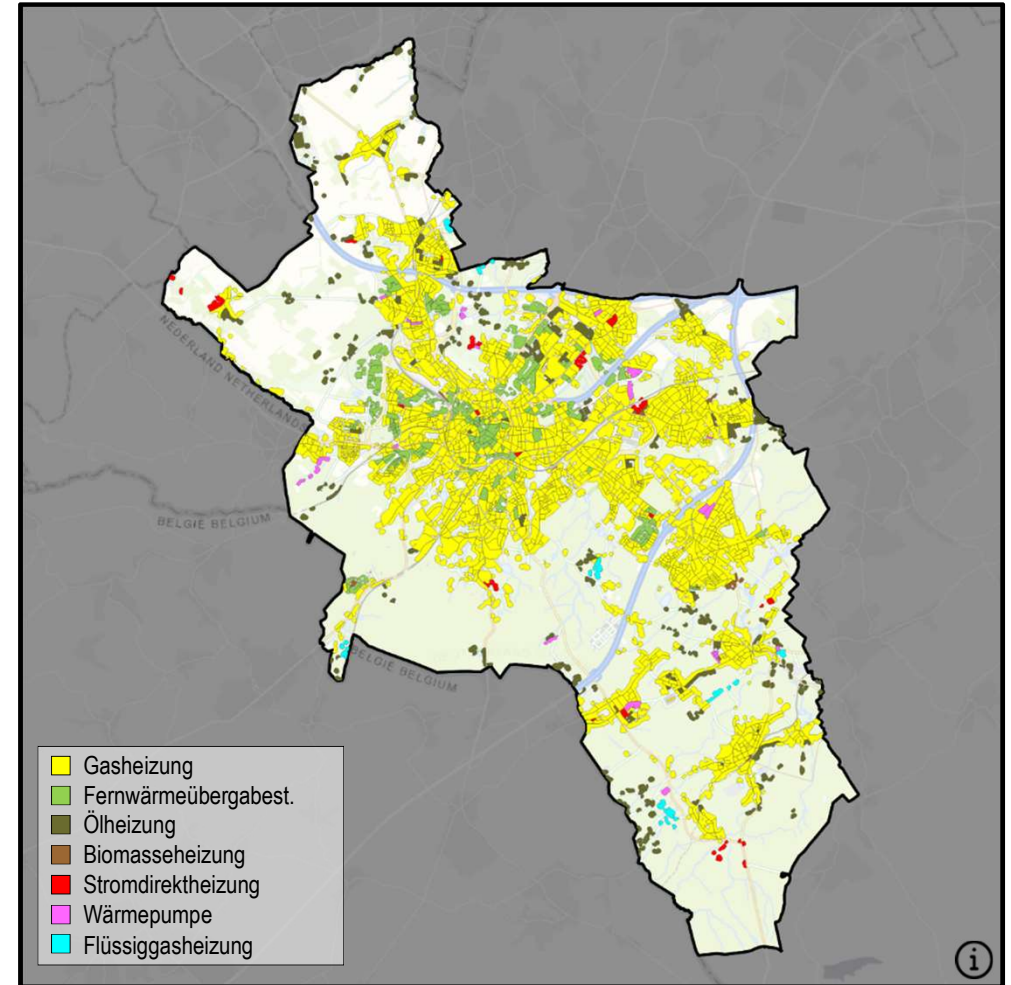 NEDERLAND NETHERLANDS
BELGIË BELGIUM
BELGIË BELGIUM
Gasheizung
Fernwärmeübergabest.
Ölheizung
Biomasseheizung
Stromdirektheizung
Wärmepumpe
Flüssiggasheizung
i